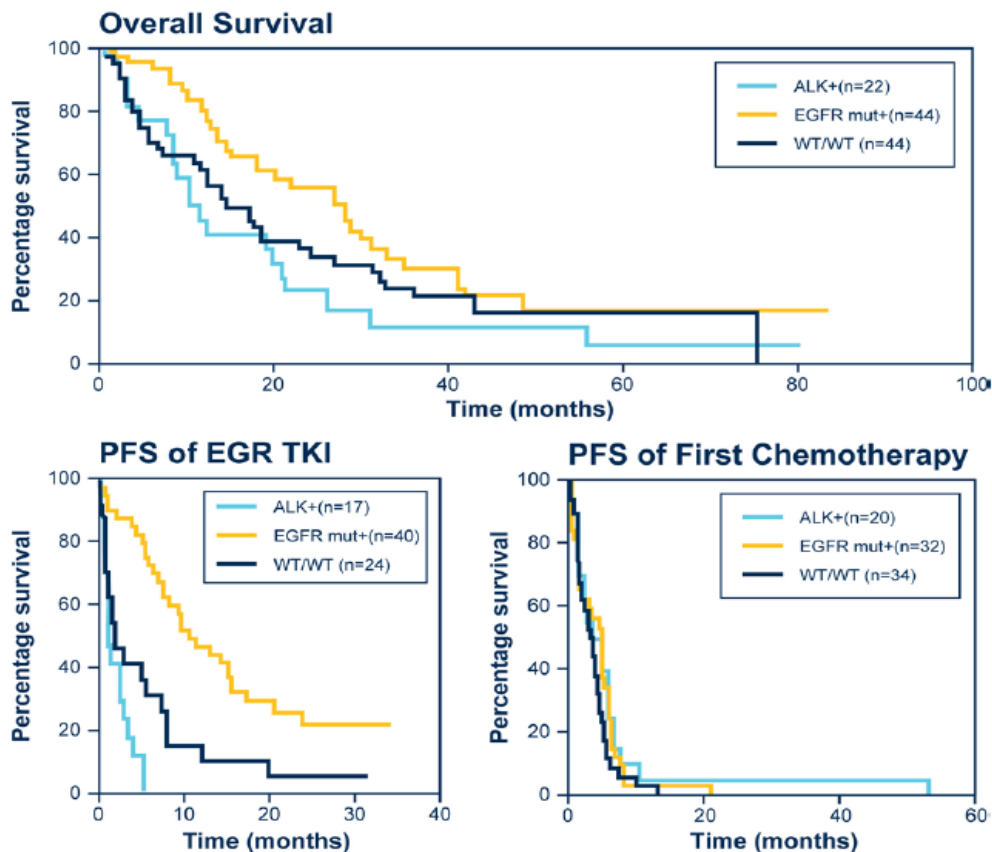 Overall Survival
Percentage survival
100
80
60
40
20
0
ALK+(n=22)
EGFR mut+(n=44)
WT/WT (n=44)
0 20 40 60 80 100
Time (months)
PFS of EGR TKI
Percentage survival
100
80
60
40
20
0
ALK+(n=17)
EGFR mut+(n=40)
WT/WT (n=24)
0 10 20 30 40
Time (months)
PFS of First Chemotherapy
Percentage survival
100
80
60
40
20
0
ALK+(n=20)
EGFR mut+(n=32)
WT/WT (n=34)
0 20 40 60
Time (months)